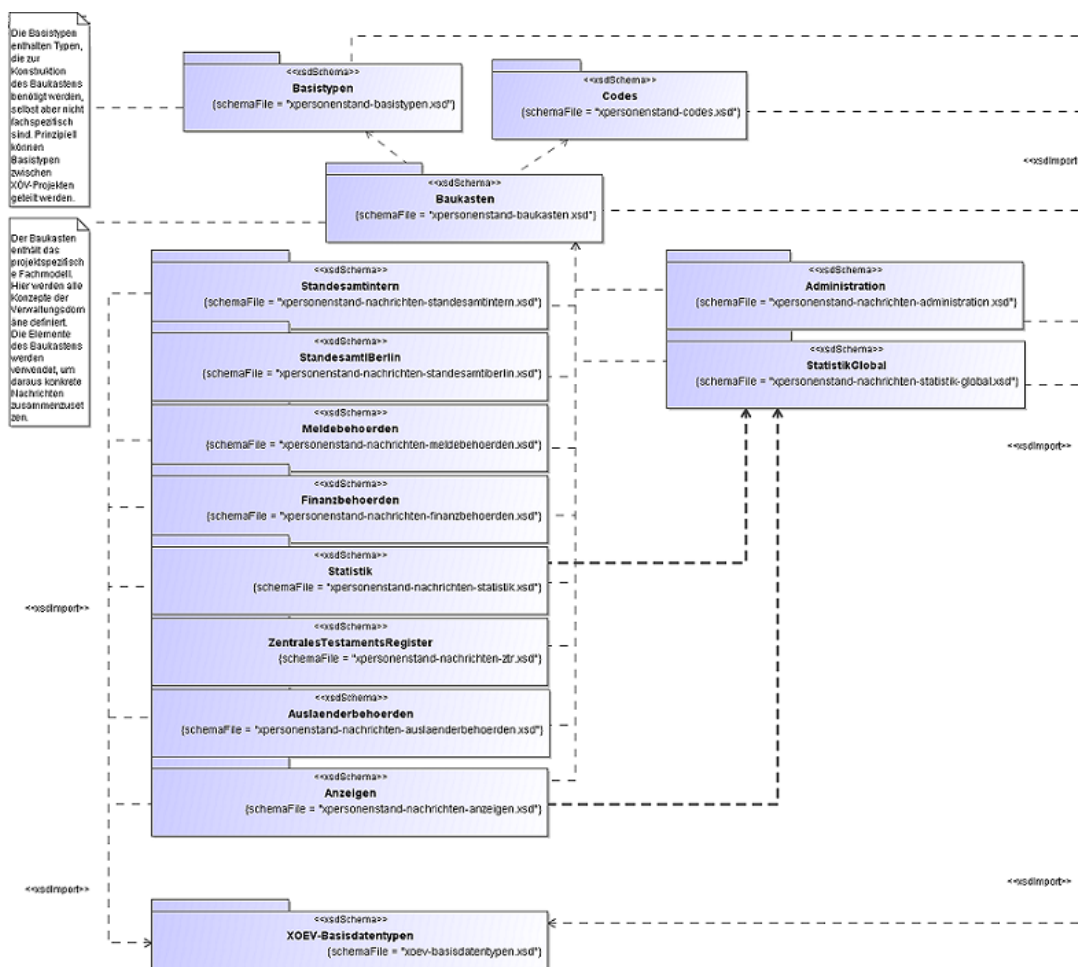 Die Basistypen
enthalten Typen,
die zur
Konstruktion
des Baukastens
benötigt werden,
selbst aber nicht
fachspezifisch
sind. Prinzipiell
können
Basistypen
zwischen
XÖV-Projekten
geteilt werden.
<<xsdSchema>>
Basistypen
{schemaFile = "xpersonenstand-basistypen.xsd"}
<<xsdSchema>>
Codes
{schemaFile = "xpersonenstand-codes.xsd"}
<<xsdImport
<<xsdSchema>>
Baukasten
{schemaFile = "xpersonenstand-baukasten.xsd"}
Der Baukasten
enthält das
projektspezifisch
e Fachmodell.
Hier werden alle
Konzepte der
Verwaltungsdom
äne definiert.
Die Elemente
des Baukastens
werden
verwendet, um
daraus konkrete
Nachrichten
zusammenzuset
zen.
<<xsdSchema>>
Standesamtintern
{schemaFile = "xpersonenstand-nachrichten-standesamtintern.xsd}
<<xsdSchema>>
Administration
{schemaFile = "xpersonenstand-nachrichten-administration.xsd"}
<<xsdSchema>>
StandesamtIBerlin
{schemaFile = "xpersonenstand-nachrichten-standesamtiberlin.xsd"}
<<xsdSchema>>
StatistikGlobal
{schemaFile = "xpersonenstand-nachrichten-statistik-global.xsd"}
<<xsdSchema>>
Meldebehoerden
{schemaFile = "xpersonenstand-nachrichten-meldebehoerden.xsd"}
<<xsdImport>>
<<xsdSchema>>
Finanzbehoerden
{schemaFile = "xpersonenstand-nachrichten-finanzbehoerden.xsd"}
<<xsdSchema>>
Statistik
{schemaFile = "xpersonenstand-nachrichten-statistik.xsd"}
<<xsdImport>>
<<xsdSchema>>
ZentralesTestamentsRegister
{schemaFile = "xpersonenstand-nachrichten-ztr.xsd"}
<<xsdSchema>>
Auslaenderbehoerden
{schemaFile = "xpersonenstand-nachrichten-auslaenderbehoerden.xsd"}
<<xsdSchema>>
Anzeigen
{schemaFile = "xpersonenstand-nachrichten-anzeigen.xsd"}
<<xsdImport>>
<<xsdImport>>
<<xsdSchema>>
XOEV-Basisdatentypen
{schemaFile = "xoev-basisdatentypen.xsd"}